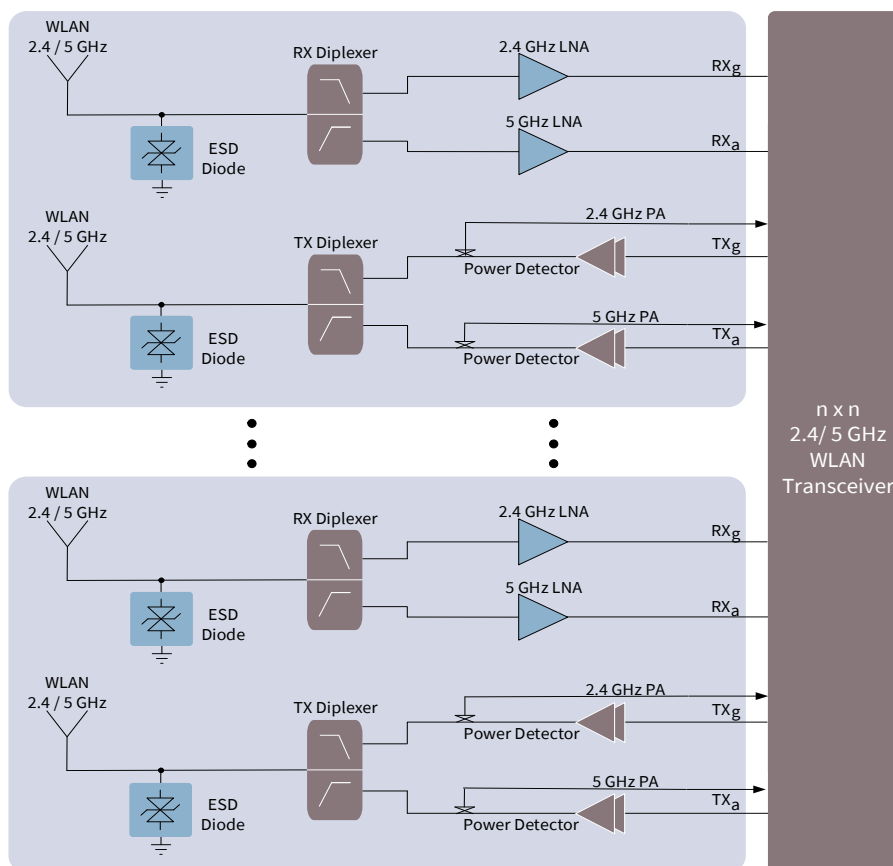 WLAN
2.4 / 5 GHz
RX Diplexer
2.4 GHz LNA
RXg
5 GHz LNA
RXa
ESD
Diode
WLAN
2.4 / 5 GHz
TX Diplexer
2.4 GHz PA
TXg
Power Detector
5 GHz PA
TXa
Power Detector
ESD
Diode
n x n
2.4/ 5 GHz
WLAN
Transceiver
WLAN
2.4 / 5 GHz
RX Diplexer
2.4 GHz LNA
RXg
5 GHz LNA
RXa
ESD
Diode
WLAN
2.4 / 5 GHz
TX Diplexer
2.4 GHz PA
TXg
Power Detector
5 GHz PA
TXa
Power Detector
ESD
Diode